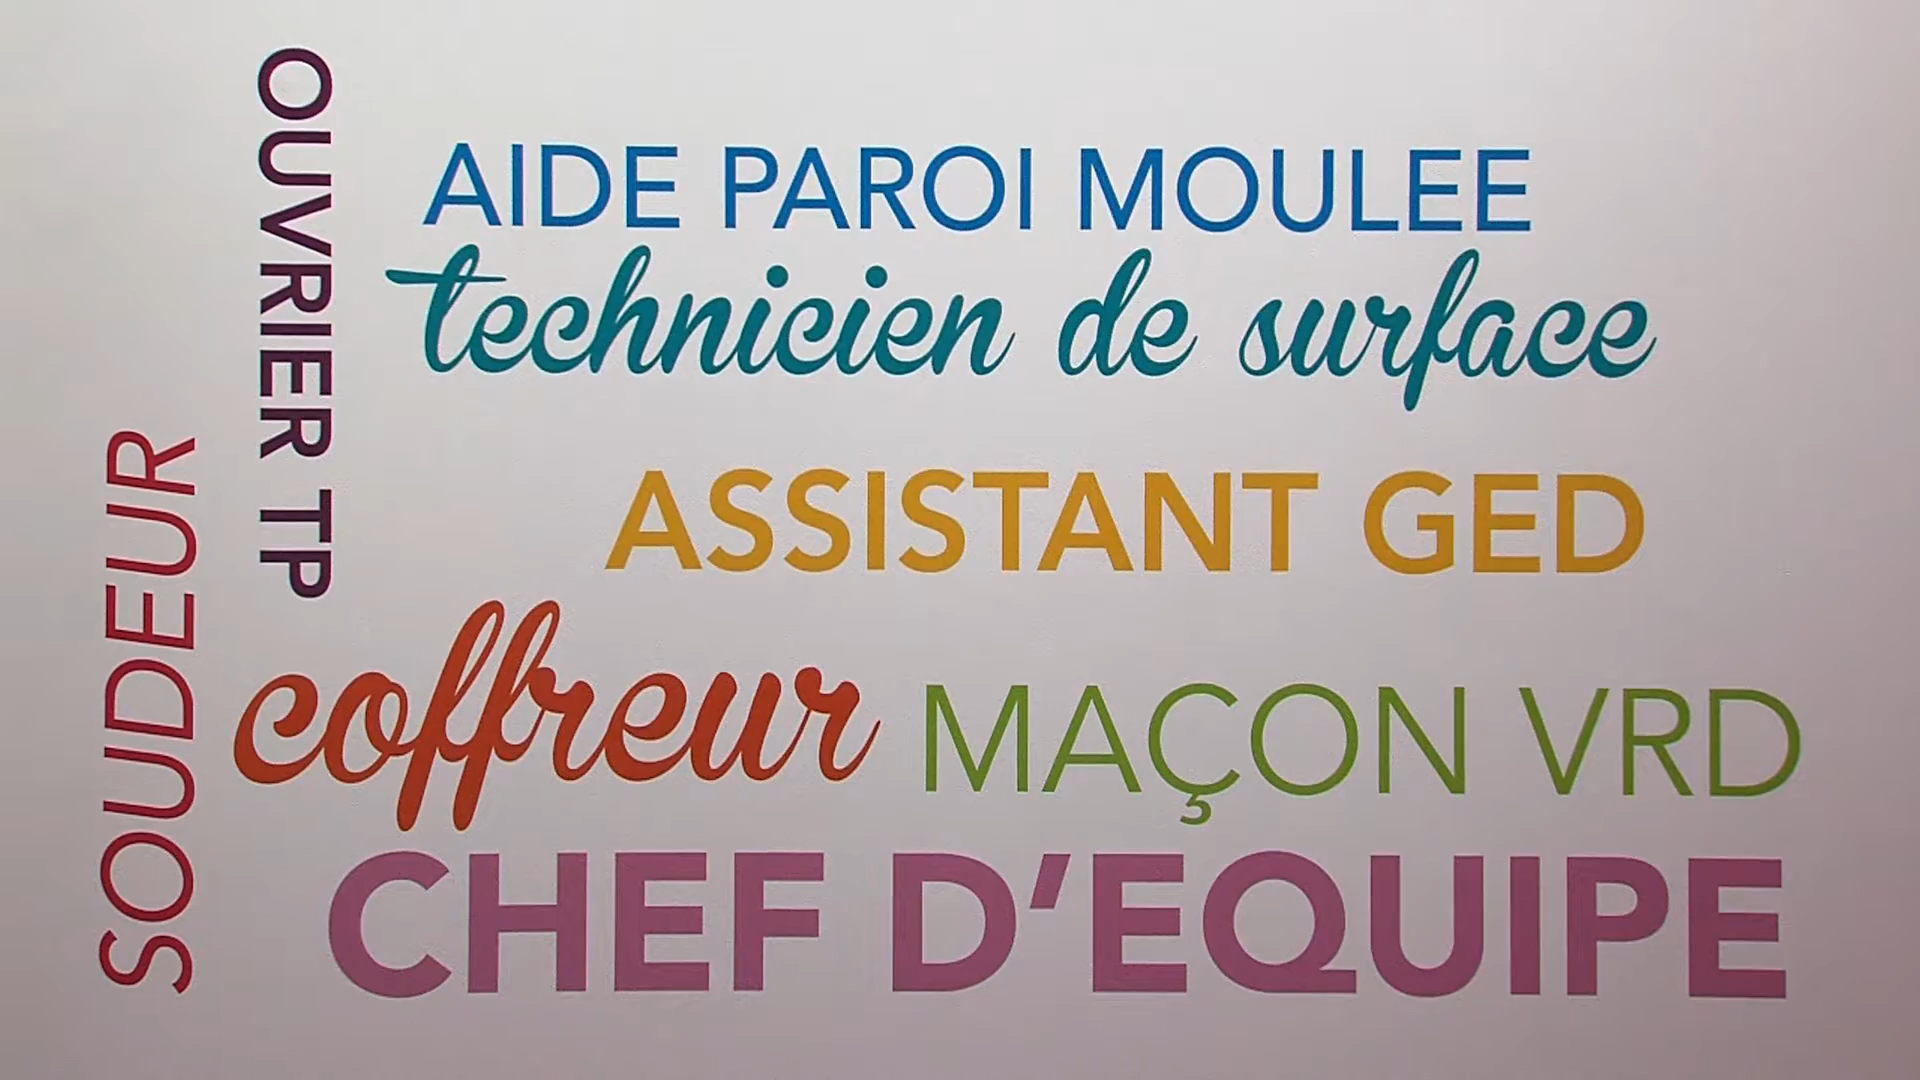 OUVRIER TP
AIDE PAROI MOULEE
technicien de surface
SOUDEUR
ASSISTANT GED
coffreur
MAÇON VRD
CHEF D'EQUIPE